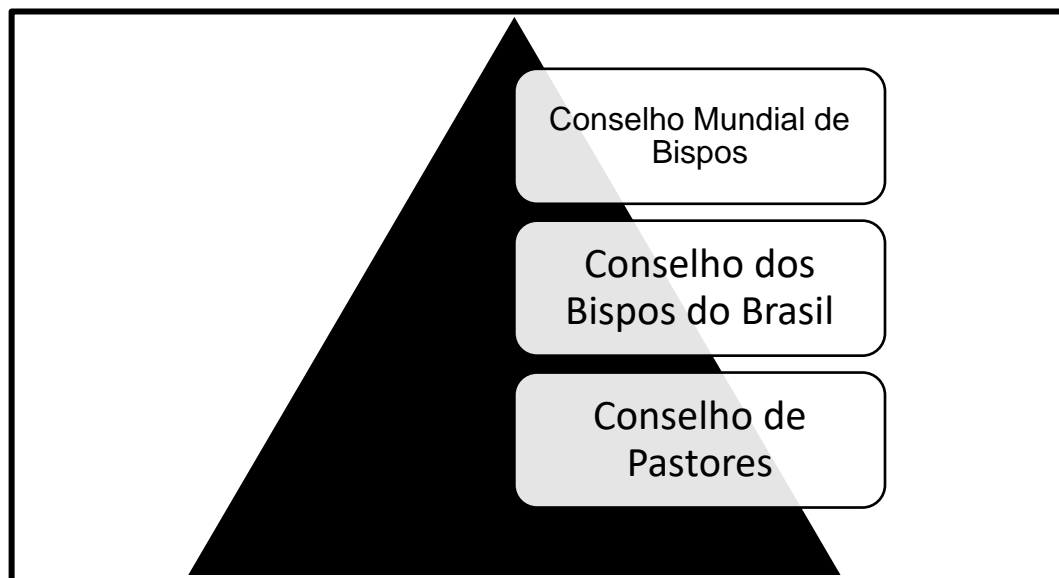 Conselho Mundial de
Bispos
Conselho dos
Bispos do Brasil
Conselho de
Pastores